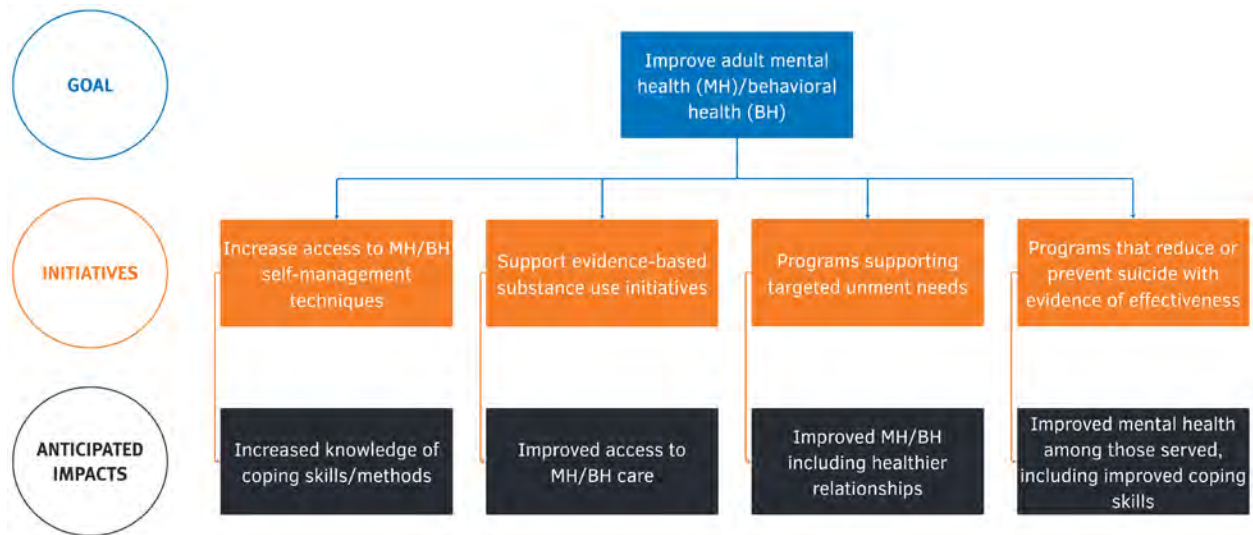 GOAL
Improve adult mental
health (MH)/behavioral
health (BH)
INITIATIVES
Increase access to MH/BH
self-management
techniques
Support evidence-based
substance use initiatives
Programs supporting
targeted unment needs
Programs that reduce or
prevent suicide with
evidence of effectiveness
ANTICIPATED
IMPACTS
Increased knowledge of
coping skills/methods
Improved access to
MH/BH care
Improved MH/BH
including healthier
relationships
Improved mental health
among those served,
including improved coping
skills